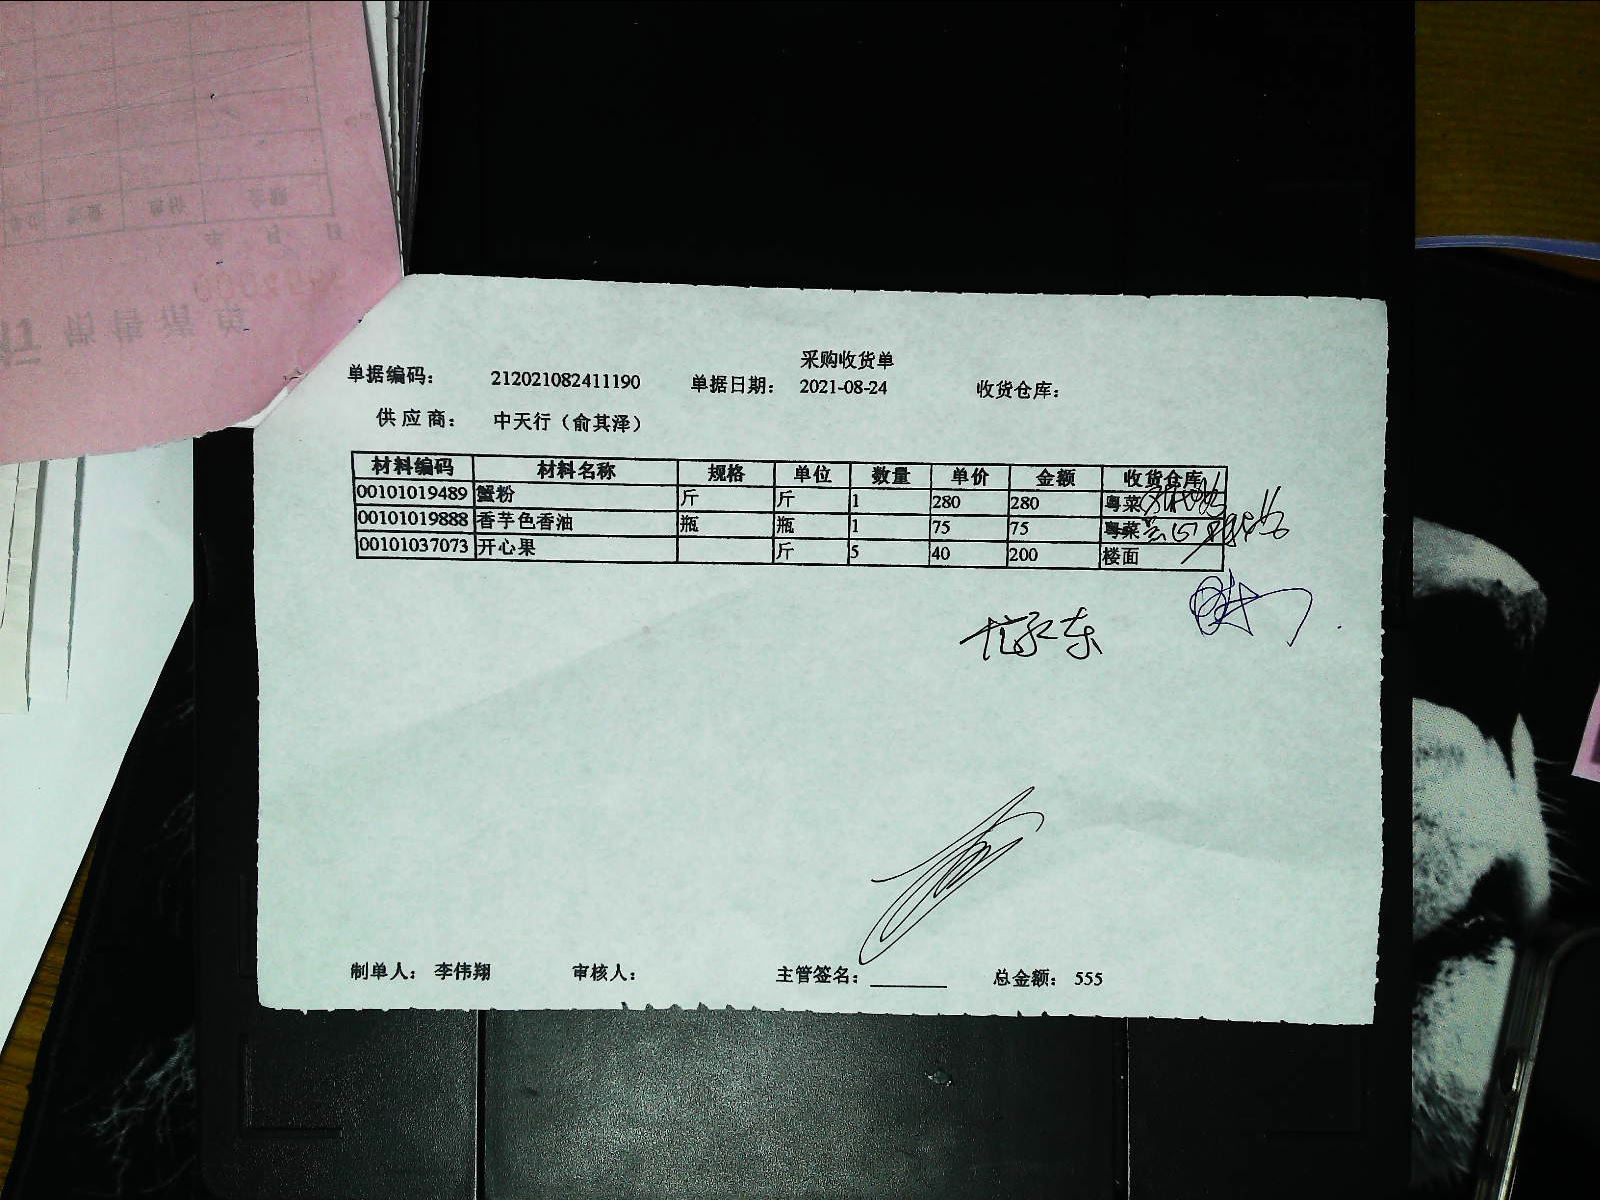 采购收货单
单据编码： 212021082411190 单据日期： 2021-08-24 收货仓库：
供 应 商： 中天行（俞其泽）
材料编码 材料名称 规格 单位 数量 单价 金额 收货仓库
00101019489 蟹粉 斤 斤 1 280 280 粤菜
00101019888 香芋色香油 瓶 瓶 1 75 75 粤菜
00101037073 开心果 斤 5 40 200 楼面
制单人： 李伟翔 审核人： 主管签名： 总金额： 555